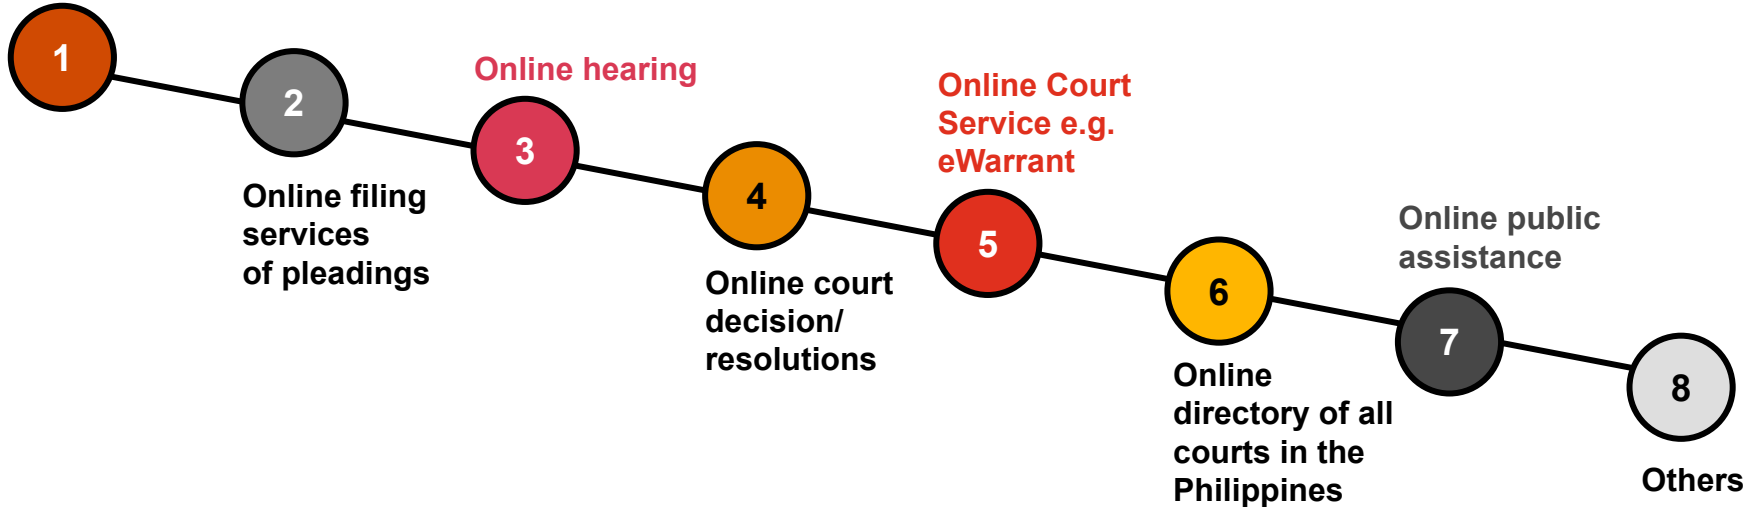 1
2
Online filing
services
of pleadings
Online hearing
3
4
Online court
decision/
resolutions
Online Court
Service e.g.
eWarrant
5
6
Online
directory of all
courts in the
Philippines
Online public
assistance
7
8
Others